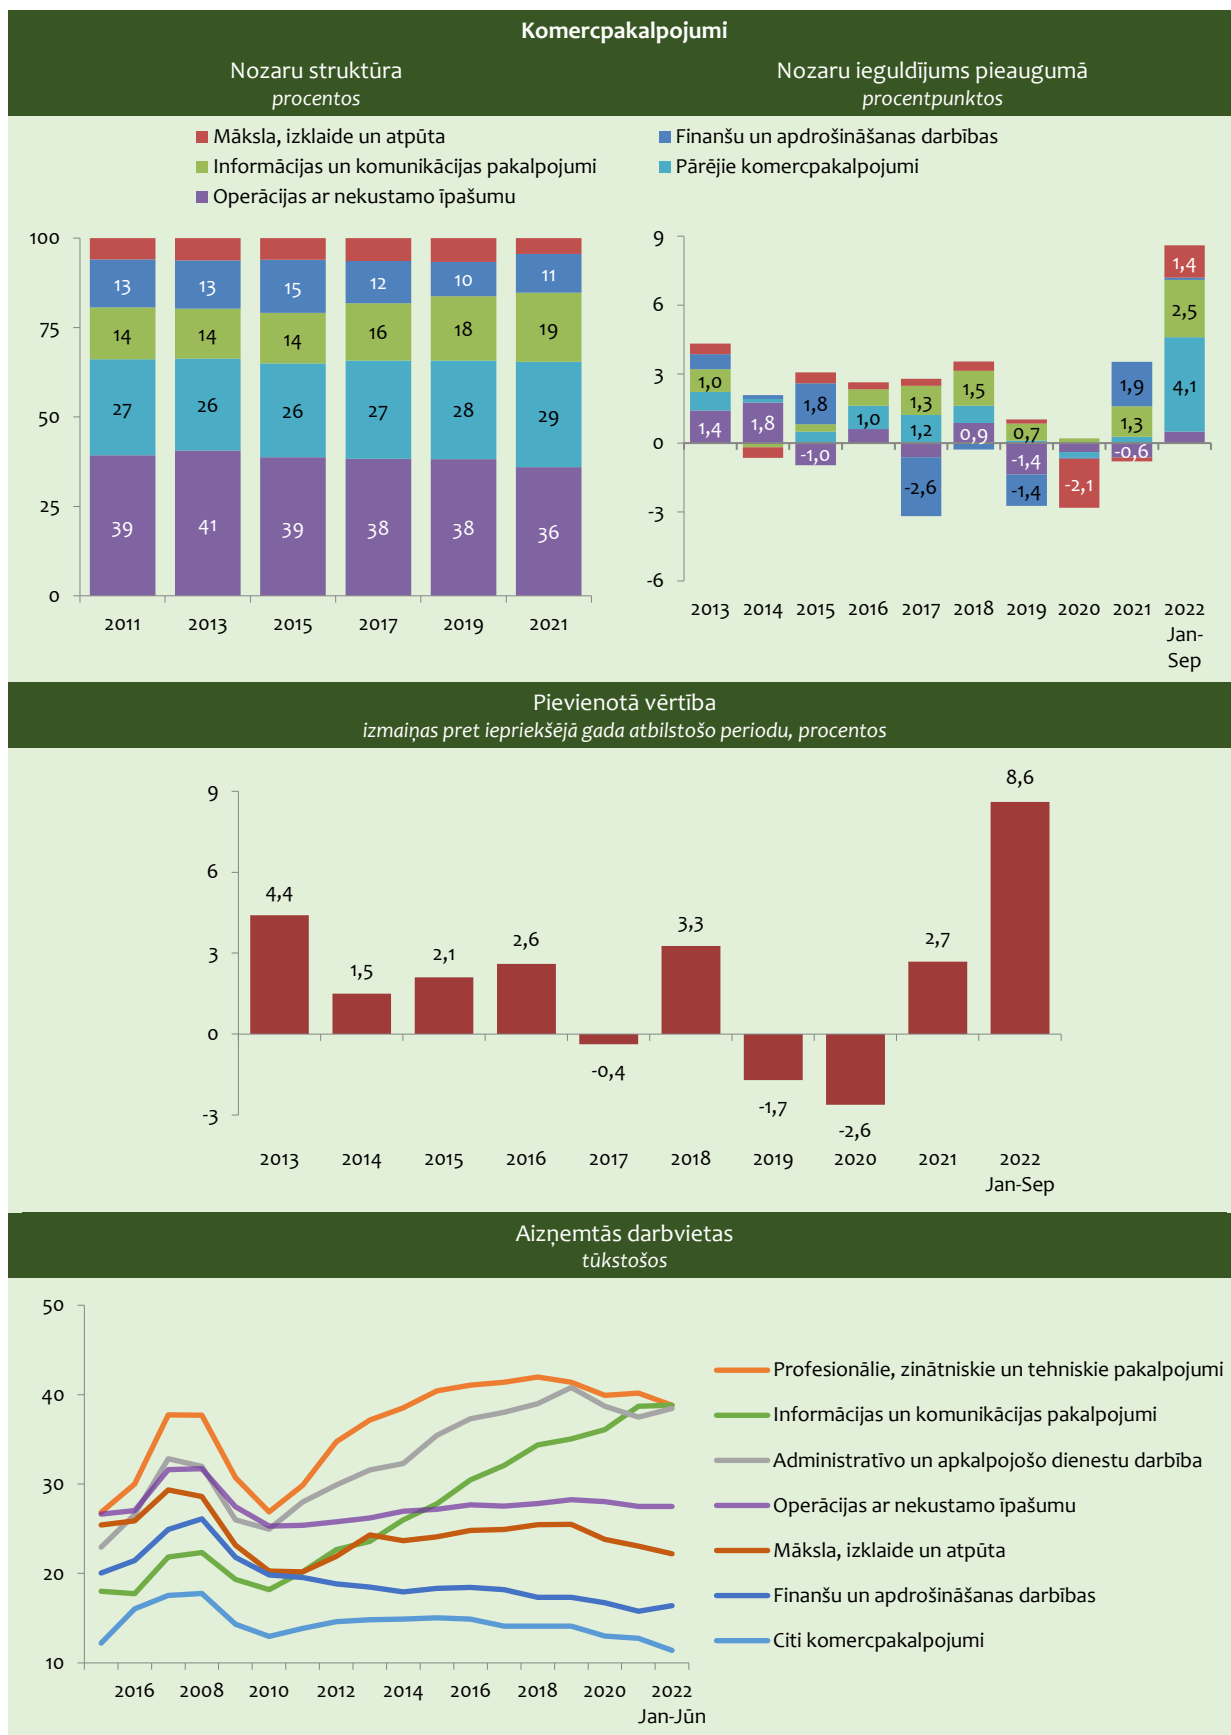 Komercpakalpojumi
Nozaru struktūra
procentos
Nozaru ieguldījums pieaugumā
procentpunktos
Māksla, izklaide un atpūta
Finanšu un apdrošināšanas darbības
Informācijas un komunikācijas pakalpojumi
Pārējie komercpakalpojumi
Operācijas ar nekustamo īpašumu
100
75
50
25
0
13 13 15 12 10 11
14 14 14 16 18 19
27 26 26 27 28 29
39 41 39 38 38 36
2011 2013 2015 2017 2019 2021
9
6
3
0
-3
-6
1,0
1,4
1,8
1,8
-1,0
1,0
1,3
1,2
-2,6
1,5
0,9
0,7
-1,4
-1,4
-2,1
1,9
1,3
-0,6
1,4
2,5
4,1
2013 2014 2015 2016 2017 2018 2019 2020 2021 2022
Jan-
Sep
Pievienotā vērtība
izmaiņas pret iepriekšējā gada atbilstošo periodu, procentos
9
6
3
0
-3
4,4
1,5
2,1
2,6
-0,4
3,3
-1,7
-2,6
2,7
8,6
2013 2014 2015 2016 2017 2018 2019 2020 2021 2022
Jan-Sep
Aizņemtās darbvietas
tūkstošos
50
40
30
20
10
Profesionālie, zinātniskie un tehniskie pakalpojumi
Informācijas un komunikācijas pakalpojumi
Administratīvo un apkalpojošo dienestu darbība
Operācijas ar nekustamo īpašumu
Māksla, izklaide un atpūta
Finanšu un apdrošināšanas darbības
Citi komercpakalpojumi
2016 2008 2010 2012 2014 2016 2018 2020 2022
Jan-Jūn